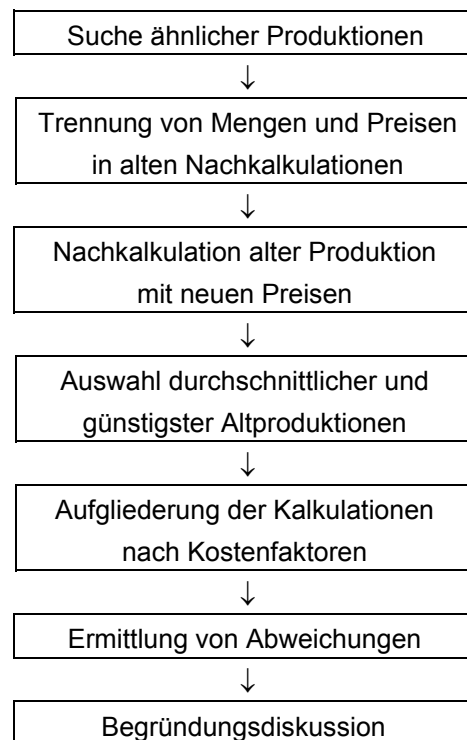 Suche ähnlicher Produktionen
↓
Trennung von Mengen und Preisen
in alten Nachkalkulationen
↓
Nachkalkulation alter Produktion
mit neuen Preisen
↓
Auswahl durchschnittlicher und
günstigster Altproduktionen
↓
Aufgliederung der Kalkulationen
nach Kostenfaktoren
↓
Ermittlung von Abweichungen
↓
Begründungsdiskussion